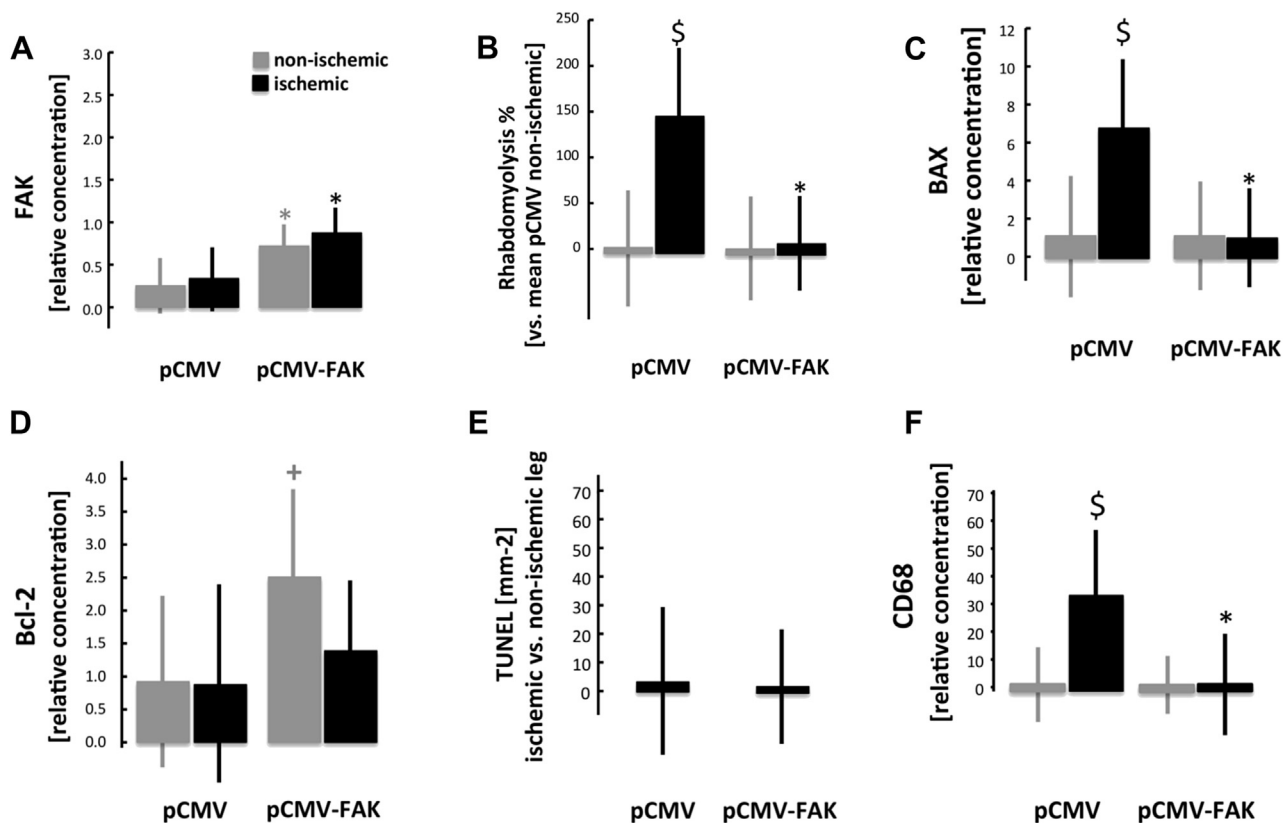 A
FAK
[relative concentration]
3.0
2.5
2.0
1.5
1.0
0.5
0.0
non-ischemic
ischemic
*
*
pCMV
pCMV-FAK
B
Rhabdomyolysis %
[vs. mean pCMV non-ischemic]
250
200
150
100
50
0
$
*
pCMV
pCMV-FAK
C
BAX
[relative concentration]
12
10
8
6
4
2
0
$
*
pCMV
pCMV-FAK
D
Bcl-2
[relative concentration]
4.0
3.5
3.0
2.5
2.0
1.5
1.0
0.5
0.0
+
pCMV
pCMV-FAK
E
TUNEL [mm-2]
ischemic vs. non-ischemic leg
70
60
50
40
30
20
10
0
pCMV
pCMV-FAK
F
CD68
[relative concentration]
70
60
50
40
30
20
10
0
$
*
pCMV
pCMV-FAK